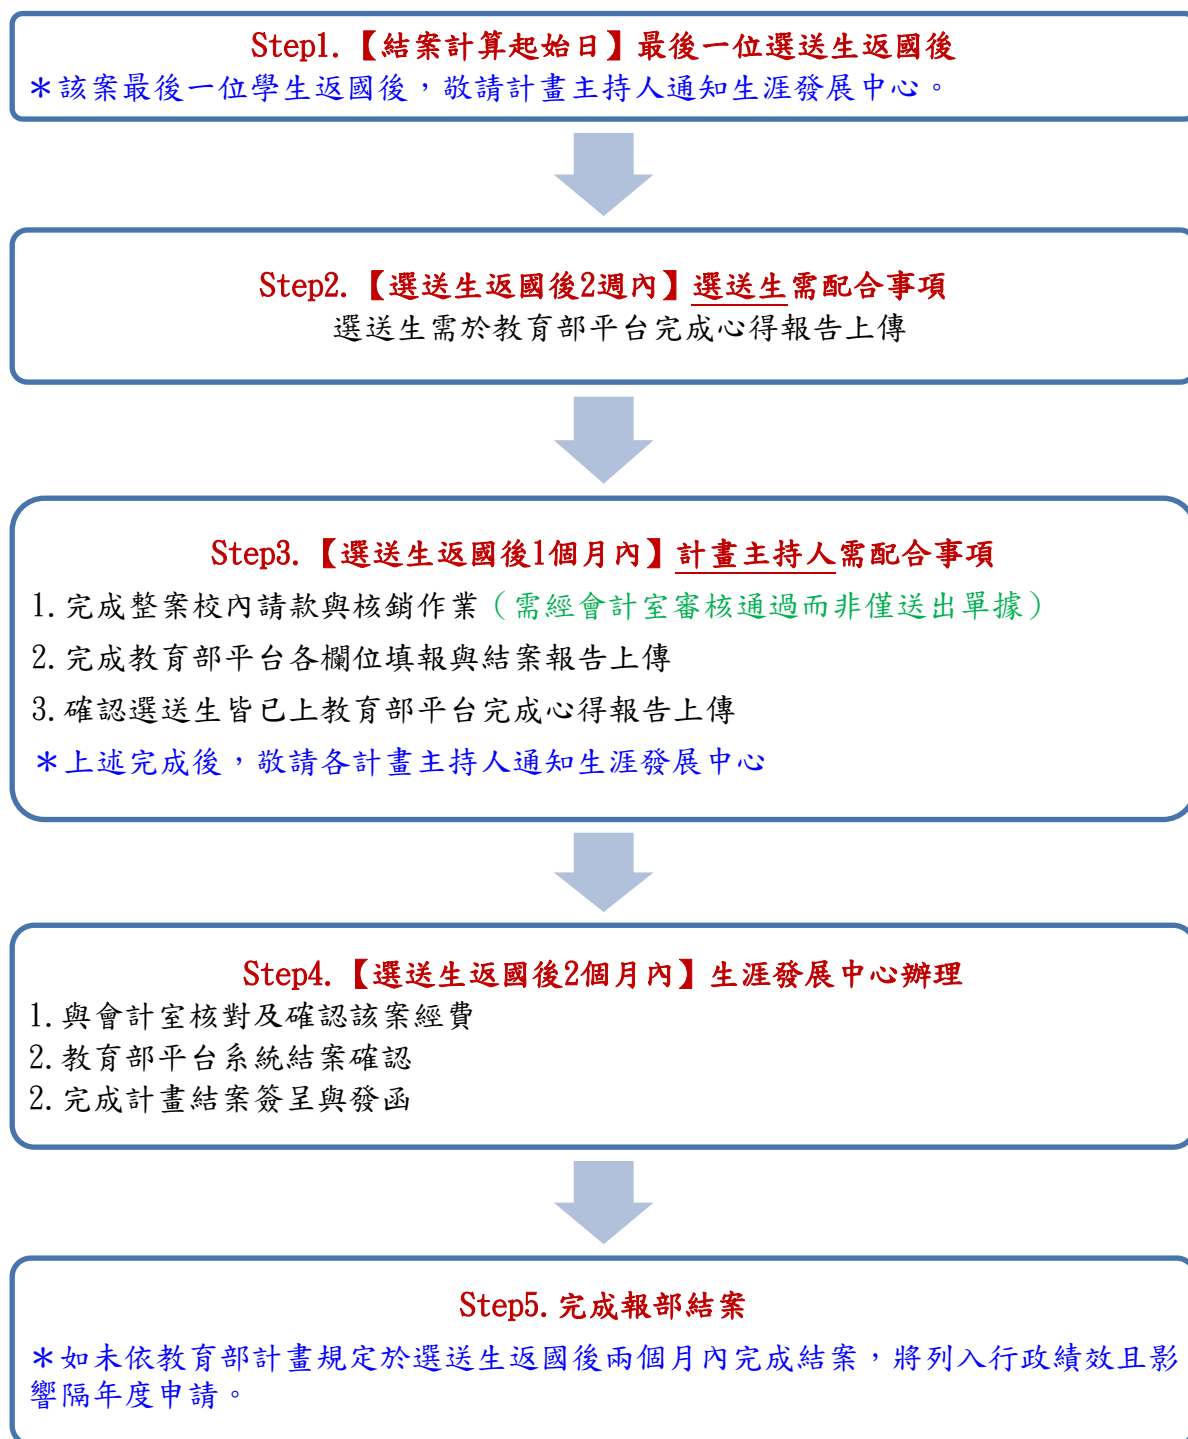 Step1.【結案計算起始日】最後一位選送生返國後
＊該案最後一位學生返國後，敬請計畫主持人通知生涯發展中心。
Step2.【選送生返國後2週內】選送生需配合事項
選送生需於教育部平台完成心得報告上傳
Step3.【選送生返國後1個月內】計畫主持人需配合事項
1.完成整案校內請款與核銷作業（需經會計室審核通過而非僅送出單據）
2.完成教育部平台各欄位填報與結案報告上傳
3.確認選送生皆已上教育部平台完成心得報告上傳
＊上述完成後，敬請各計畫主持人通知生涯發展中心
Step4.【選送生返國後2個月內】生涯發展中心辦理
1.與會計室核對及確認該案經費
2.教育部平台系統結案確認
2.完成計畫結案簽呈與發函
Step5.完成報部結案
＊如未依教育部計畫規定於選送生返國後兩個月內完成結案，將列入行政績效且影
響隔年度申請。